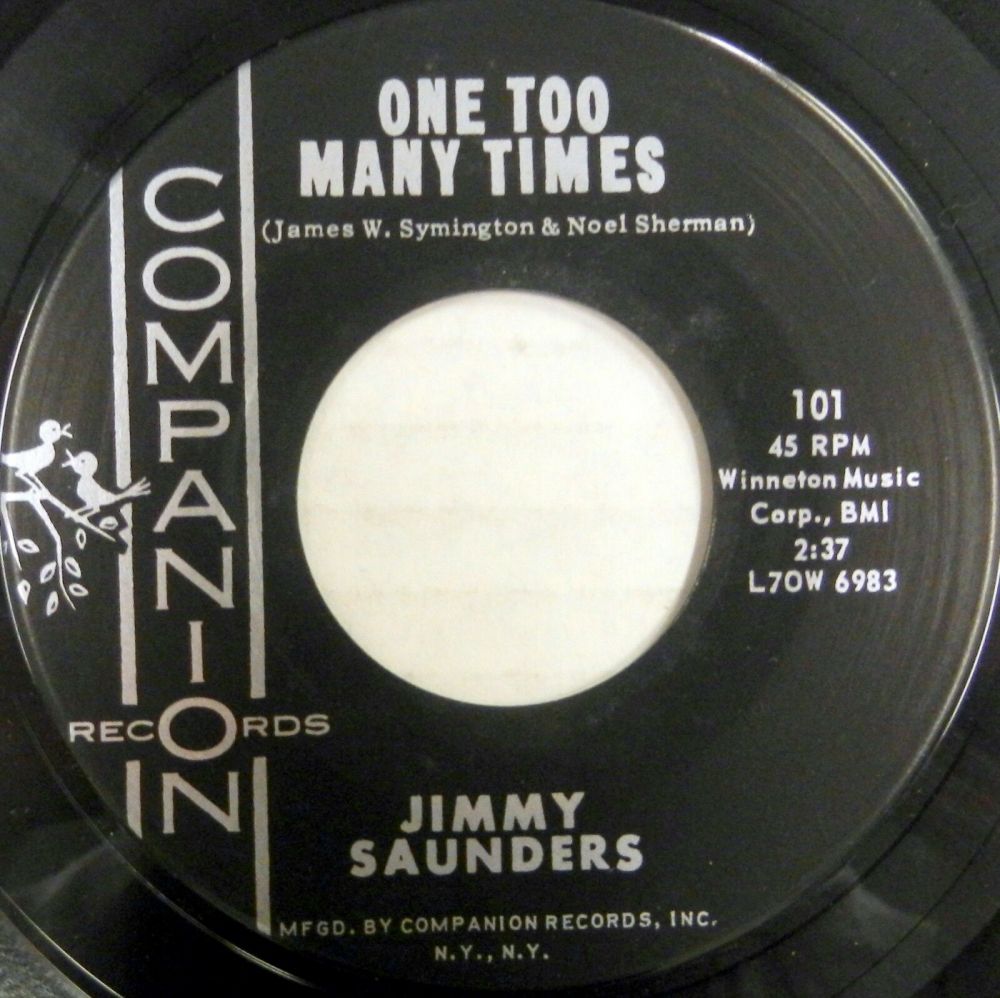 ONE TOO
MANY TIMES
(James W. Symington & Noel Sherman)
COMPANION
RECORDS
101
45 RPM
Winneton Music
Corp., BMI
2:37
L7OW 6983
JIMMY
SAUNDERS
MFGD. BY COMPANION RECORDS, INC.
N.Y., N.Y.